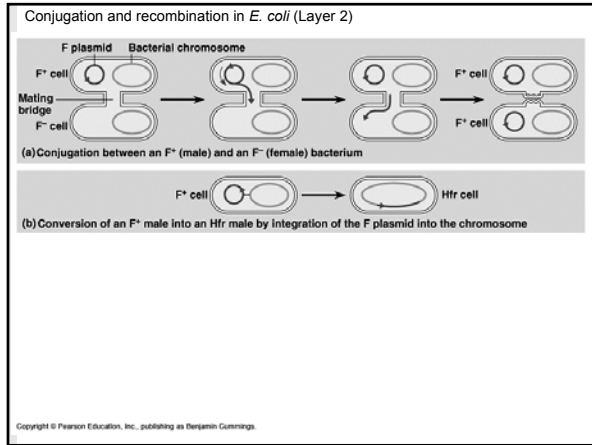 Conjugation and recombination in E. coli (Layer 2)
F plasmid Bacterial chromosome
F⁺ cell
Mating bridge
F⁻ cell
F⁺ cell
F⁺ cell
(a) Conjugation between an F⁺ (male) and an F⁻ (female) bacterium
F⁺ cell
Hfr cell
(b) Conversion of an F⁺ male into an Hfr male by integration of the F plasmid into the chromosome
Copyright © Pearson Education, Inc., publishing as Benjamin Cummings.